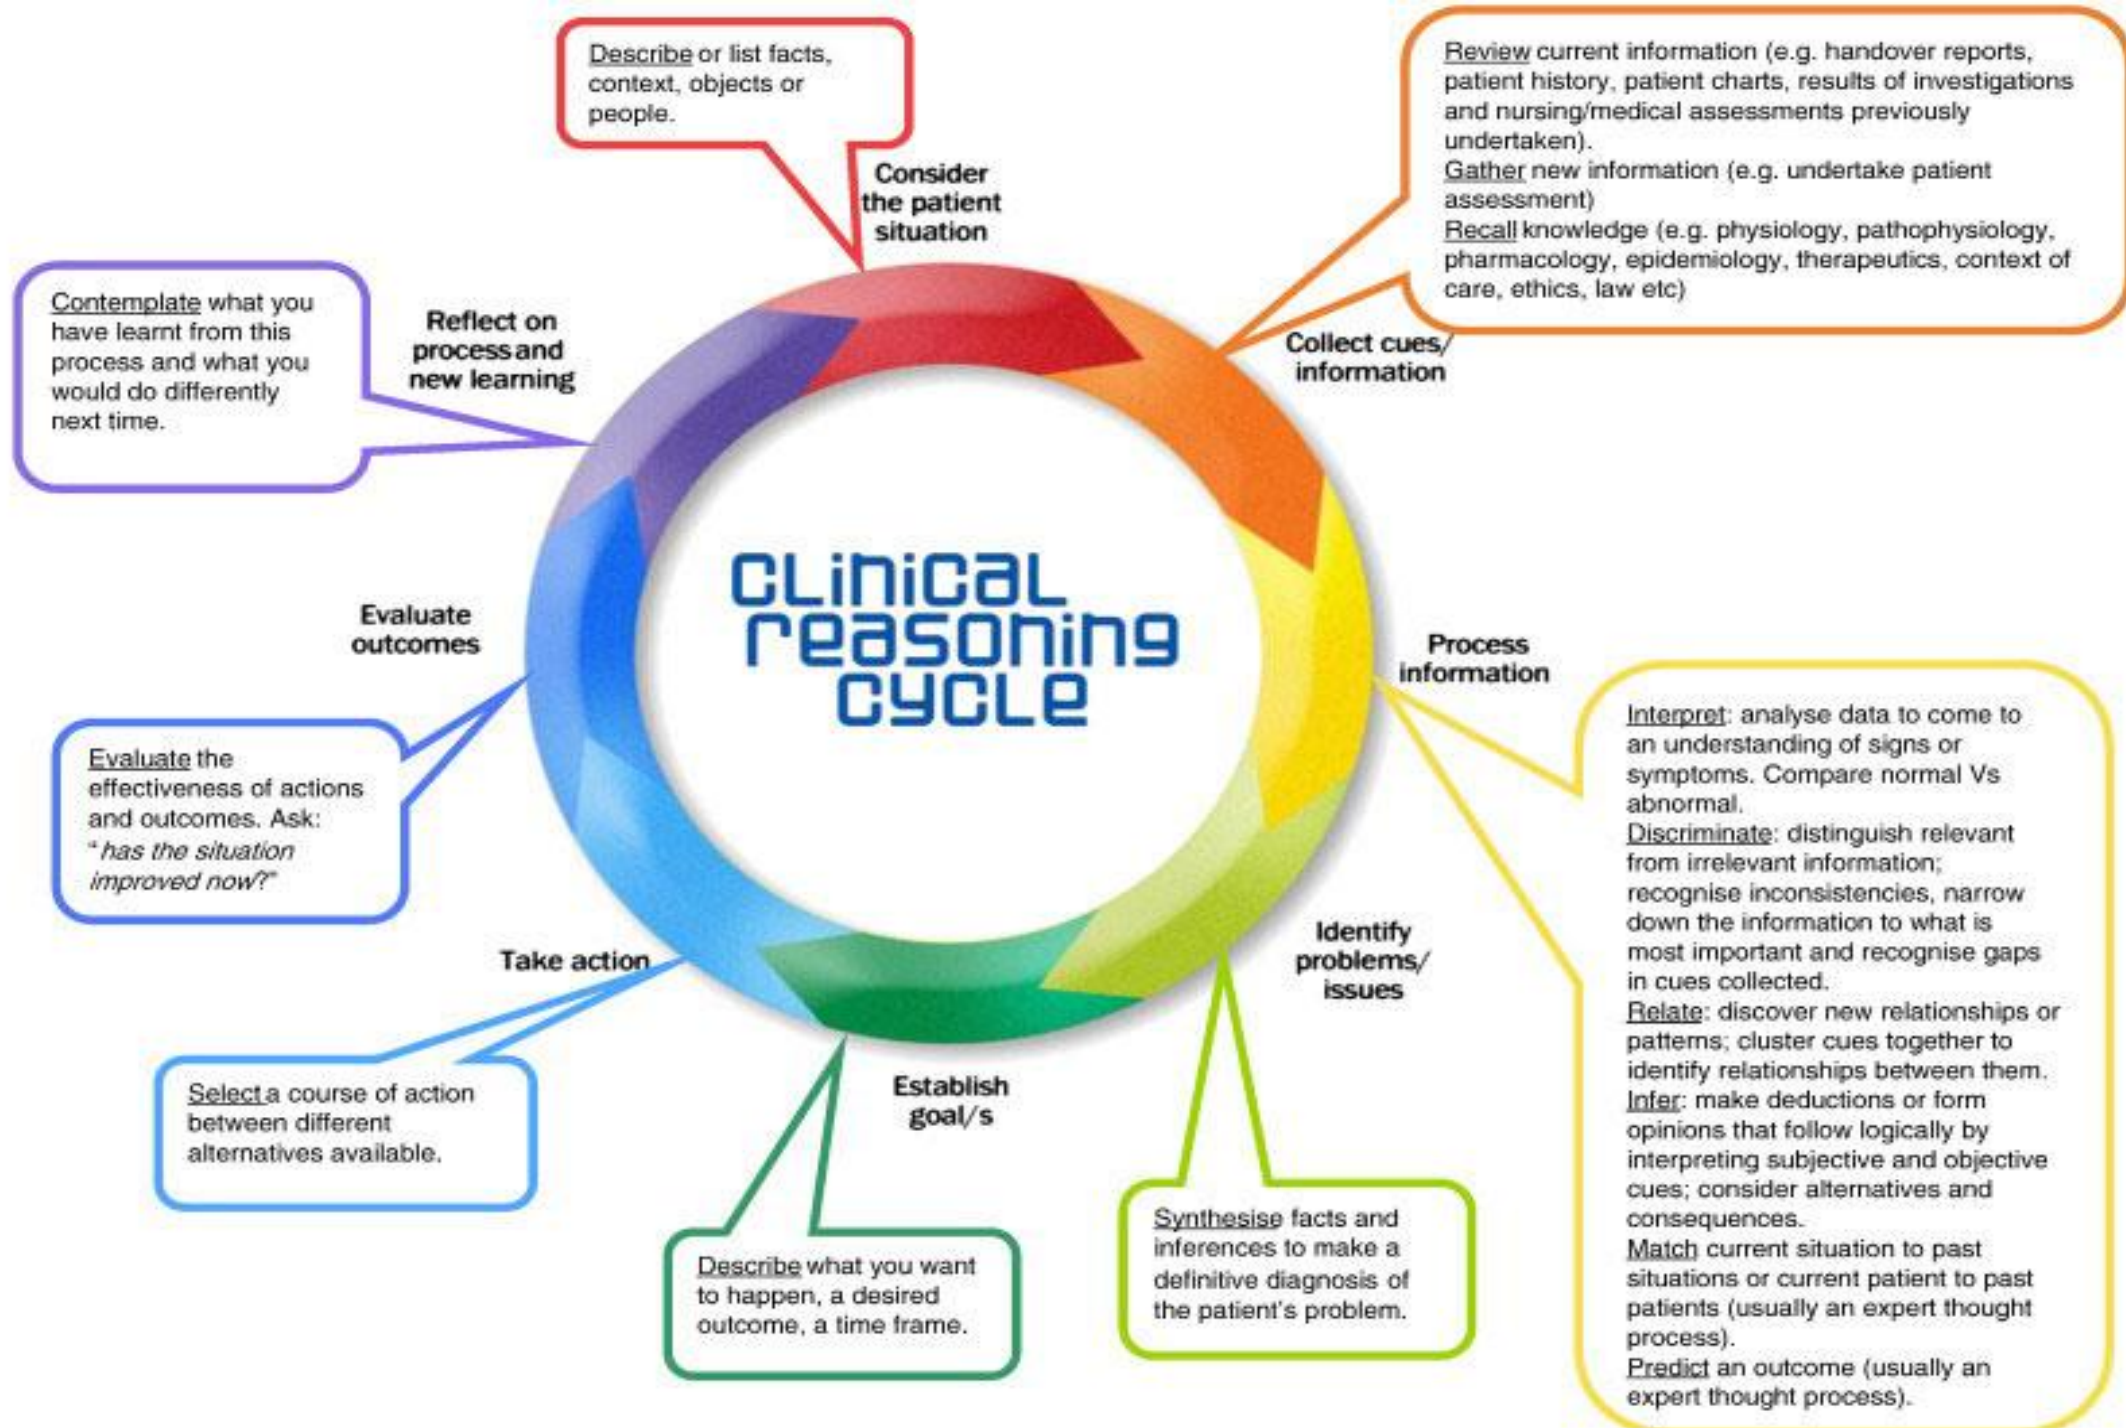 Describe or list facts,
context, objects or
people.
Consider
the patient
situation
Review current information (e.g. handover reports,
patient history, patient charts, results of investigations
and nursing/medical assessments previously
undertaken).
Gather new information (e.g. undertake patient
assessment)
Recall knowledge (e.g. physiology, pathophysiology,
pharmacology, epidemiology, therapeutics, context of
care, ethics, law etc)
Collect cues/
information
Process
information
Interpret: analyse data to come to
an understanding of signs or
symptoms. Compare normal Vs
abnormal.
Discriminate: distinguish relevant
from irrelevant information;
recognise inconsistencies, narrow
down the information to what is
most important and recognise gaps
in cues collected.
Relate: discover new relationships or
patterns; cluster cues together to
identify relationships between them.
Infer: make deductions or form
opinions that follow logically by
interpreting subjective and objective
cues; consider alternatives and
consequences.
Match current situation to past
situations or current patient to past
patients (usually an expert thought
process).
Predict an outcome (usually an
expert thought process).
Identify
problems/
issues
Synthesise facts and
inferences to make a
definitive diagnosis of
the patient's problem.
Establish
goal/s
Describe what you want
to happen, a desired
outcome, a time frame.
Take action
Select a course of action
between different
alternatives available.
Evaluate
outcomes
Evaluate the
effectiveness of actions
and outcomes. Ask:
"has the situation
improved now?"
Reflect on
process and
new learning
Contemplate what you
have learnt from this
process and what you
would do differently
next time.
CLiniCaL
reasoning
CYCLe